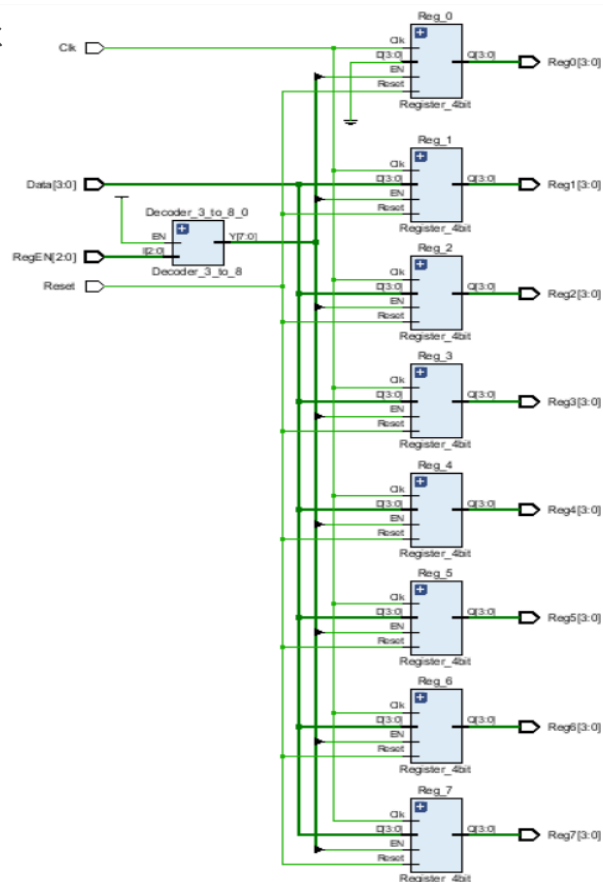 Reg_0
Clk
Clk
D[3:0]
Q[3:0]
Reg0[3:0]
EN
Reset
Register_4bit
Reg_1
Clk
Data[3:0]
D[3:0]
Q[3:0]
Reg1[3:0]
EN
Reset
Register_4bit
Decoder_3_to_8_0
EN
Y[7:0]
RegEN[2:0]
I[2:0]
Decoder_3_to_8
Reset
Reg_2
Clk
D[3:0]
Q[3:0]
Reg2[3:0]
EN
Reset
Register_4bit
Reg_3
Clk
D[3:0]
Q[3:0]
Reg3[3:0]
EN
Reset
Register_4bit
Reg_4
Clk
D[3:0]
Q[3:0]
Reg4[3:0]
EN
Reset
Register_4bit
Reg_5
Clk
D[3:0]
Q[3:0]
Reg5[3:0]
EN
Reset
Register_4bit
Reg_6
Clk
D[3:0]
Q[3:0]
Reg6[3:0]
EN
Reset
Register_4bit
Reg_7
Clk
D[3:0]
Q[3:0]
Reg7[3:0]
EN
Reset
Register_4bit